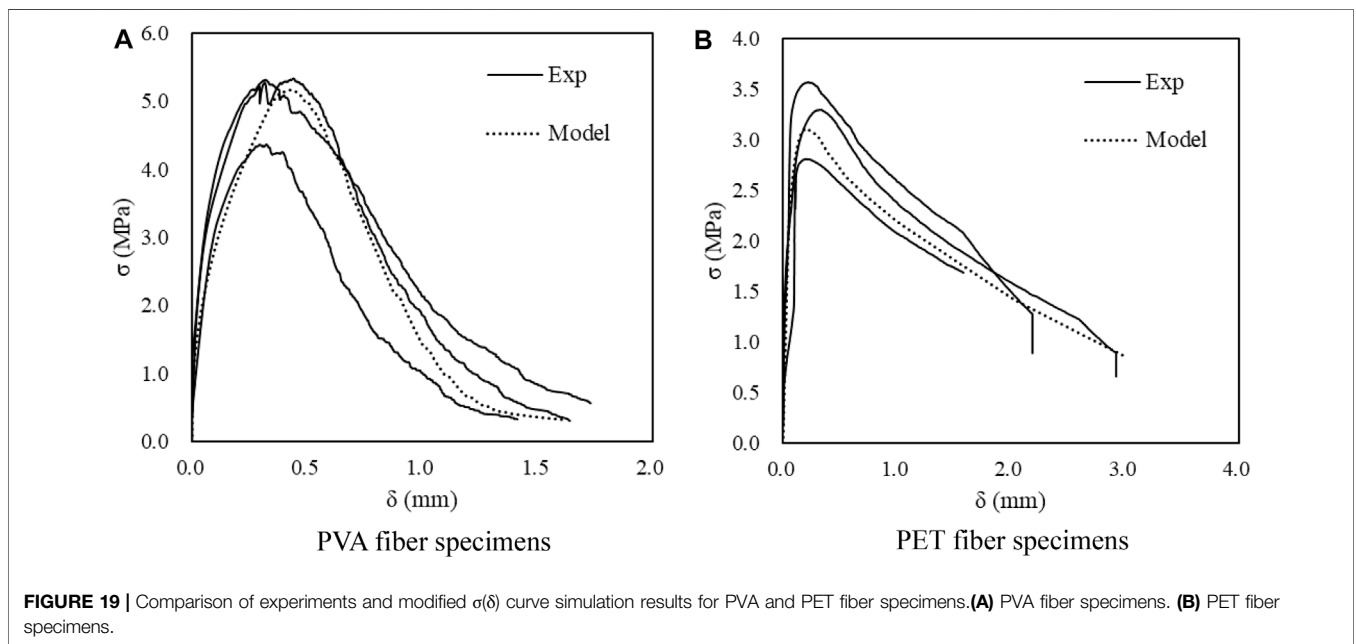 A
6.0
5.0
4.0
3.0
2.0
1.0
0.0
σ (MPa)
Exp
Model
0.0 0.5 1.0 1.5 2.0
δ (mm)
PVA fiber specimens
B
4.0
3.5
3.0
2.5
2.0
1.5
1.0
0.5
0.0
σ (MPa)
Exp
Model
0.0 1.0 2.0 3.0 4.0
δ (mm)
PET fiber specimens
FIGURE 19 | Comparison of experiments and modified σ(δ) curve simulation results for PVA and PET fiber specimens.(A) PVA fiber specimens. (B) PET fiber
specimens.